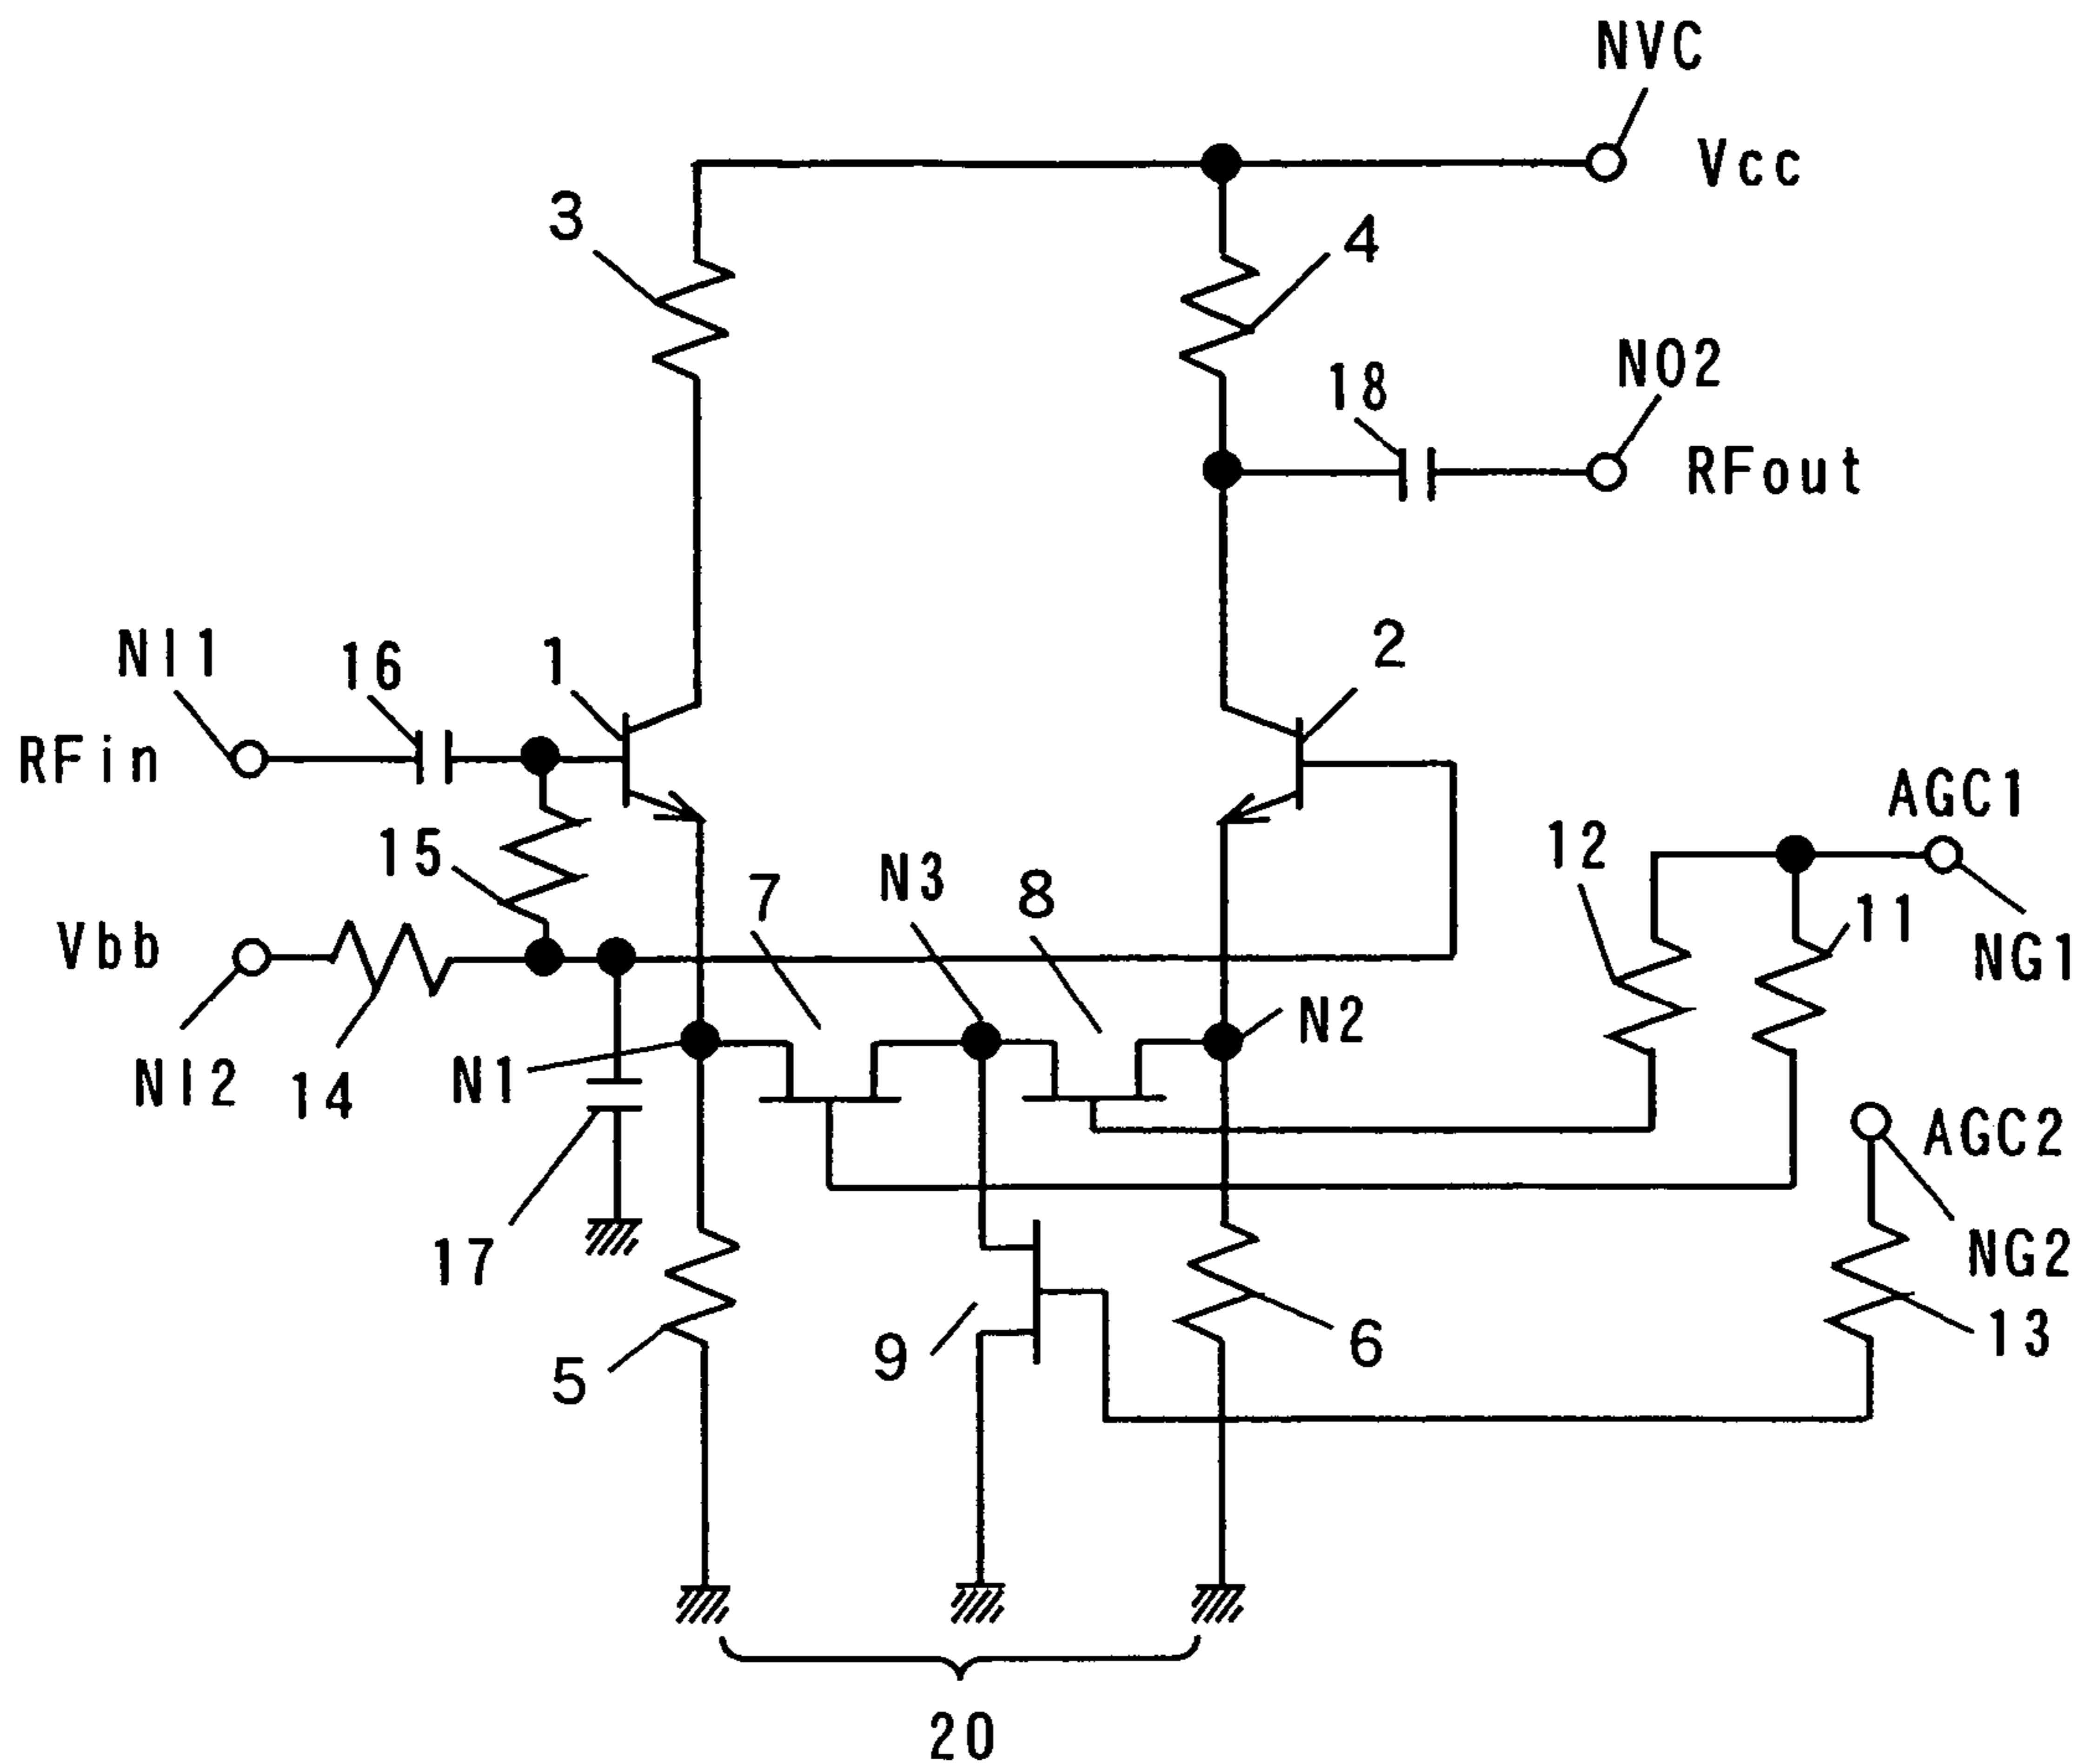 NVC
Vcc
3
4
NO2
18
RFout
NI1
16
1
2
RFin
AGC1
15
12
N3
7
8
11
Vbb
NG1
N2
NI2
14
N1
AGC2
17
NG2
13
5
9
6
20